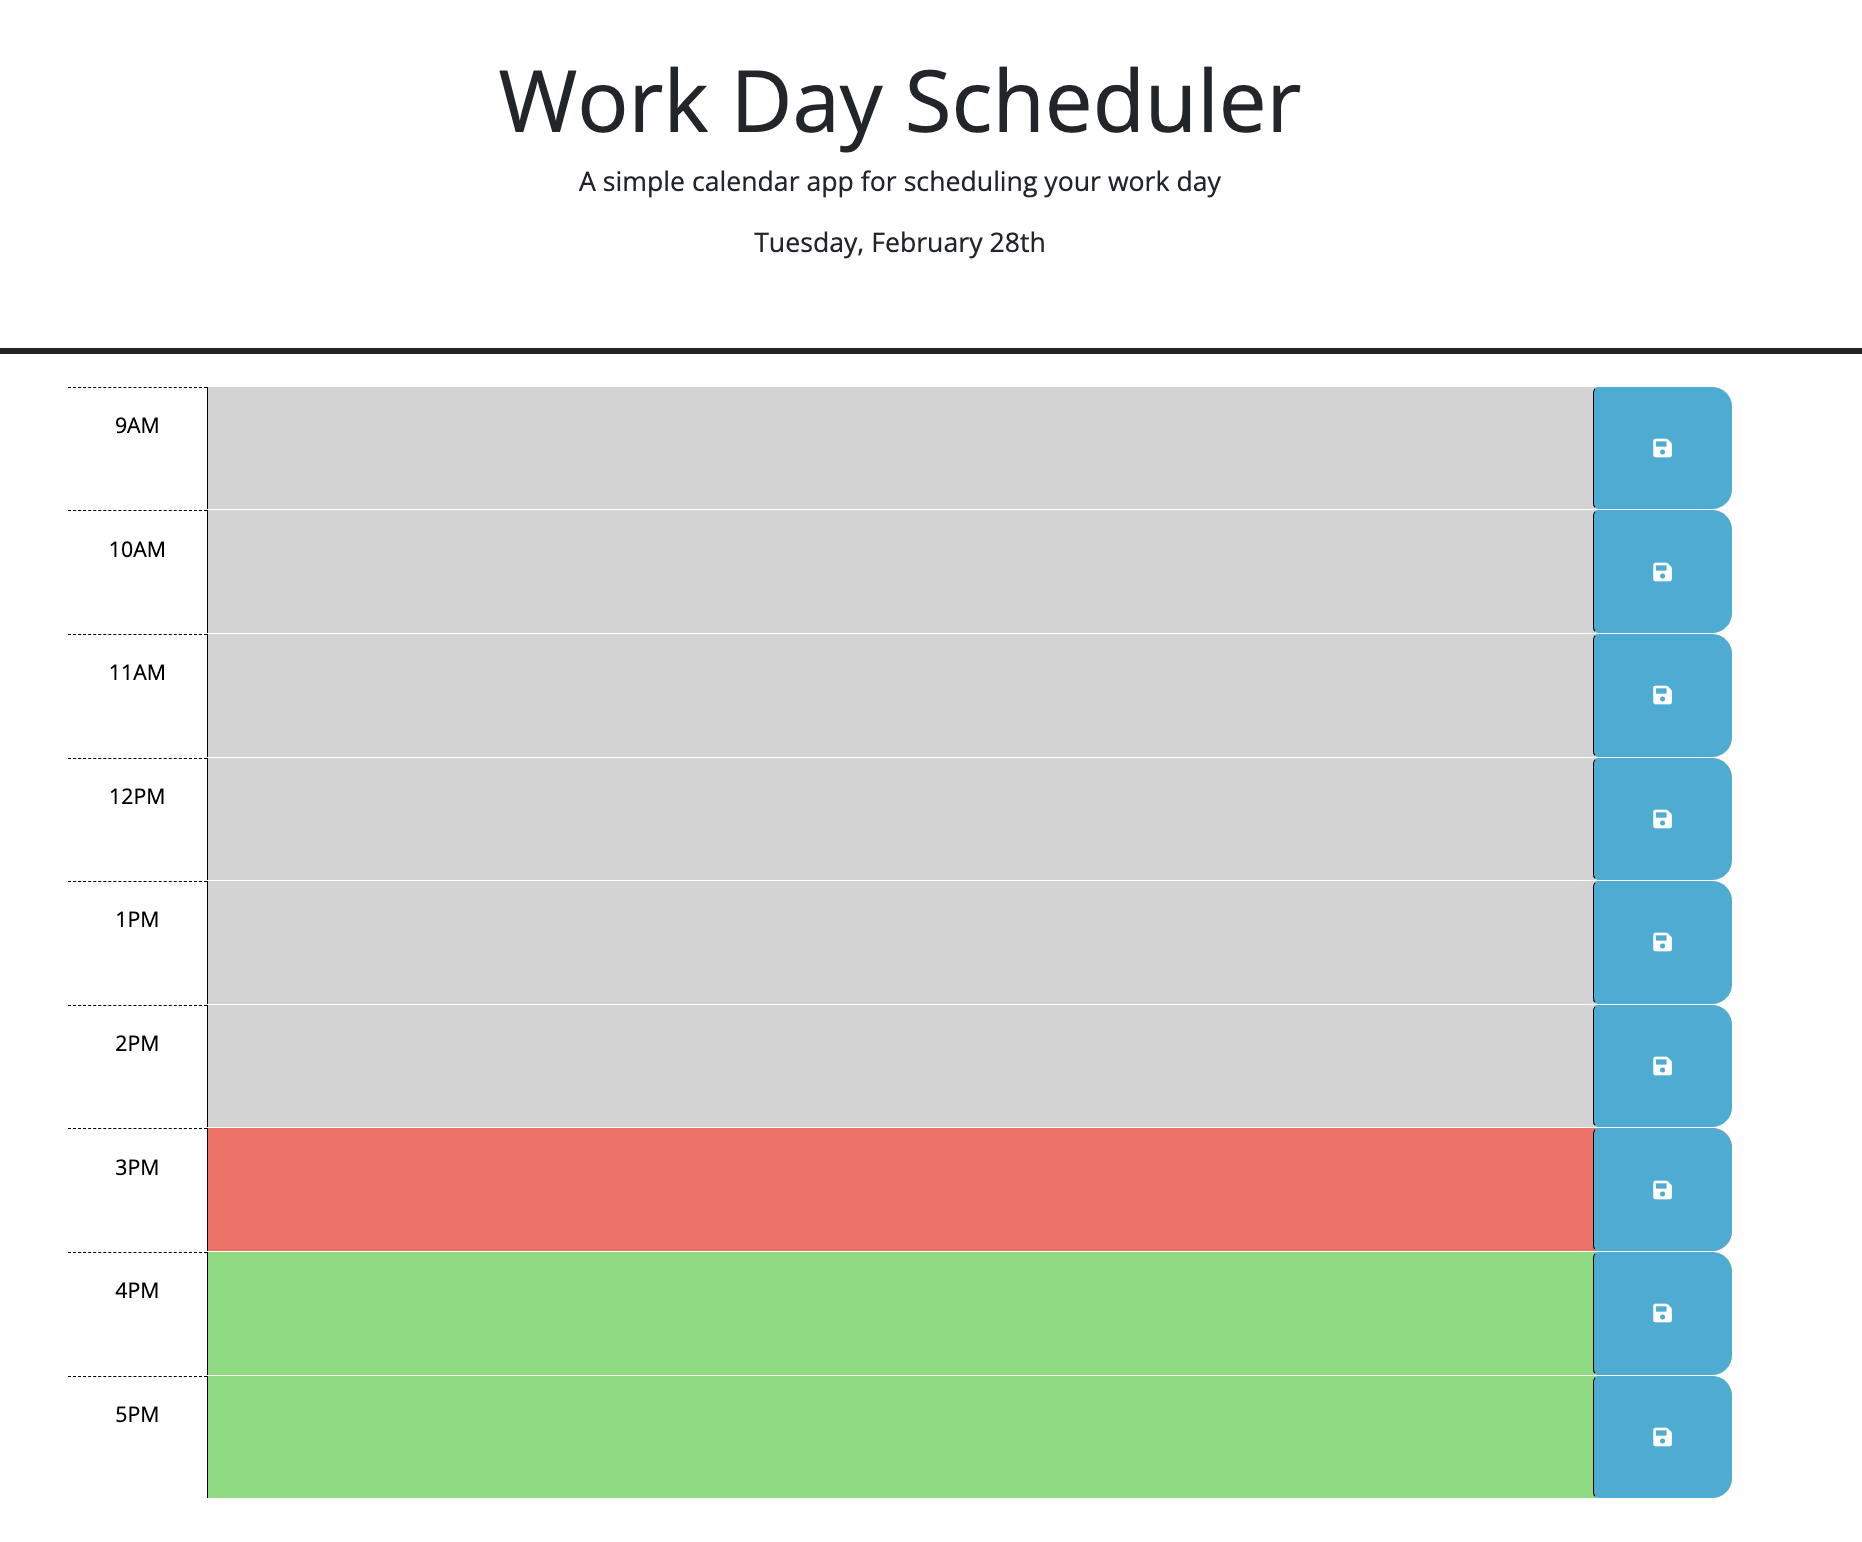 Work Day Scheduler
A simple calendar app for scheduling your work day
Tuesday, February 28th
9AM
10AM
11AM
12PM
1PM
2PM
3PM
4PM
5PM